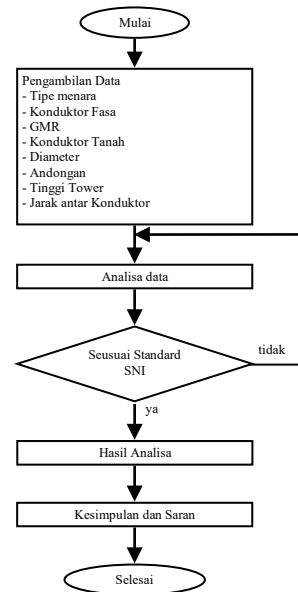 Mulai
Pengambilan Data
- Tipe menara
- Konduktor Fasa
- GMR
- Konduktor Tanah
- Diameter
- Andongan
- Tinggi Tower
- Jarak antar Konduktor
Analisa data
Seusuai Standard
SNI
tidak
ya
Hasil Analisa
Kesimpulan dan Saran
Selesai